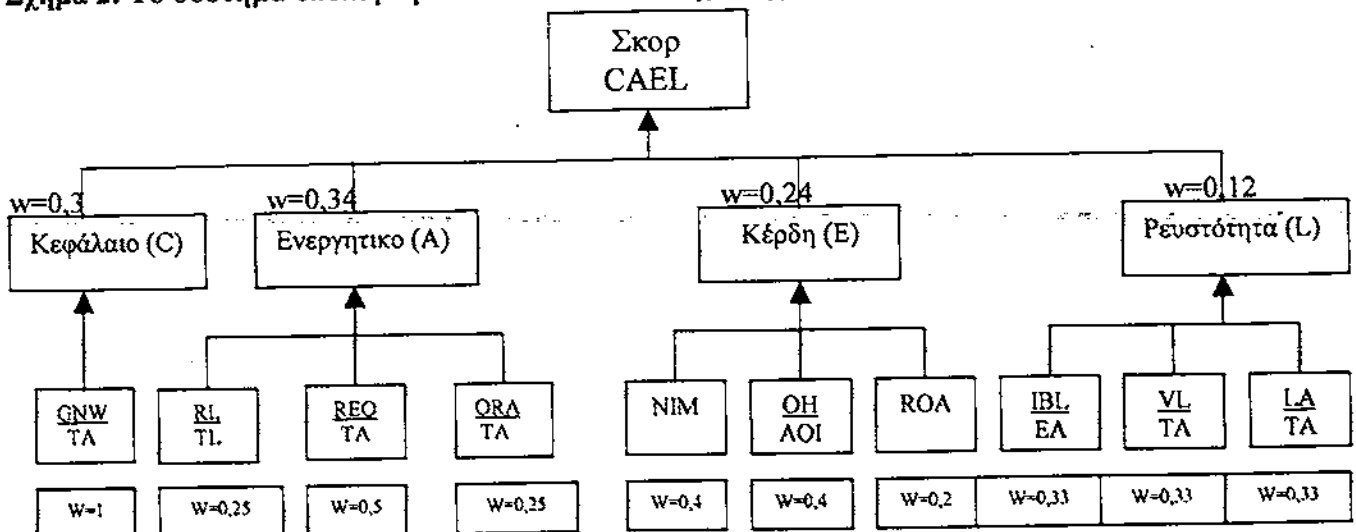 Σκορ
CAEL
w=0,3
w=0,34
w=0,24
w=0,12
Κεφάλαιο (C)
Ενεργητικο (A)
Κέρδη (E)
Ρευστότητα (L)
GNW
TA
RL
TL
REO
TA
ORA
TA
NIM
OH
AOI
ROA
IBL
EA
VL
TA
LA
TA
W=1
W=0,25
W=0,5
W=0,25
W=0,4
W=0,4
W=0,2
W=0,33
W=0,33
W=0,33